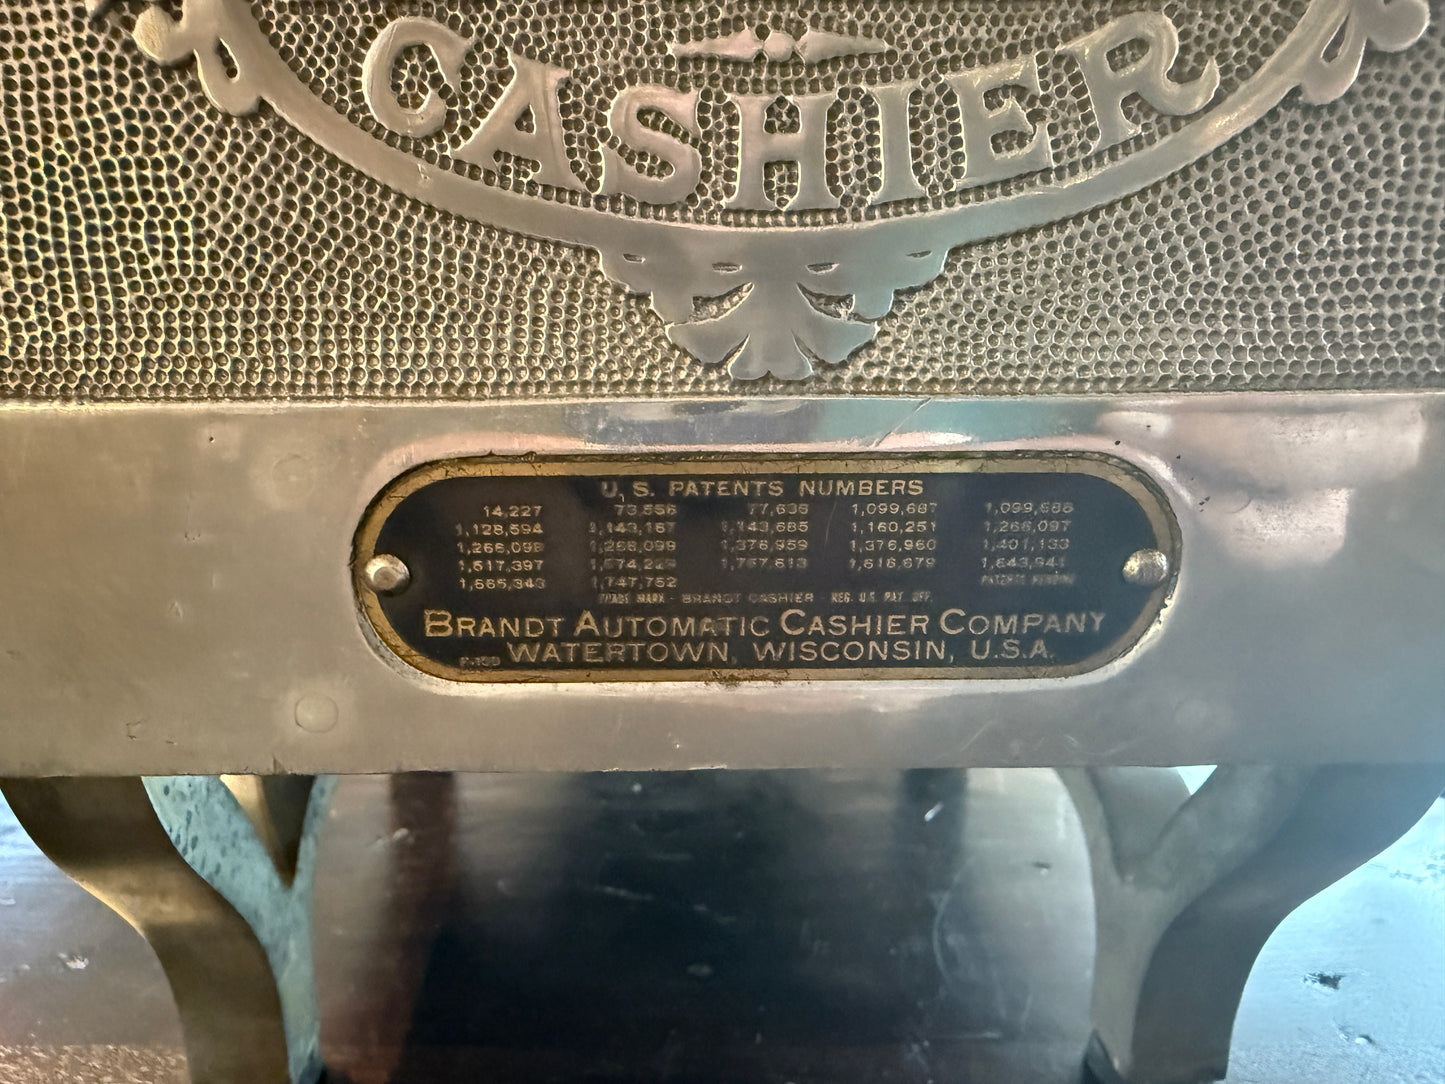 CASHIER
U.S. PATENTS NUMBERS
14,227 73,556 77,636 1,099,687 1,099,688
1,128,594 1,143,167 1,143,685 1,160,251 1,266,097
1,266,098 1,266,099 1,376,959 1,376,960 1,401,133
1,517,397 1,574,229 1,767,613 1,616,679 1,643,941
1,665,343 1,747,752 PATENTS PENDING
TRADE MARK - BRANDT CASHIER - REG. U.S. PAT. OFF.
BRANDT AUTOMATIC CASHIER COMPANY
WATERTOWN, WISCONSIN, U.S.A.